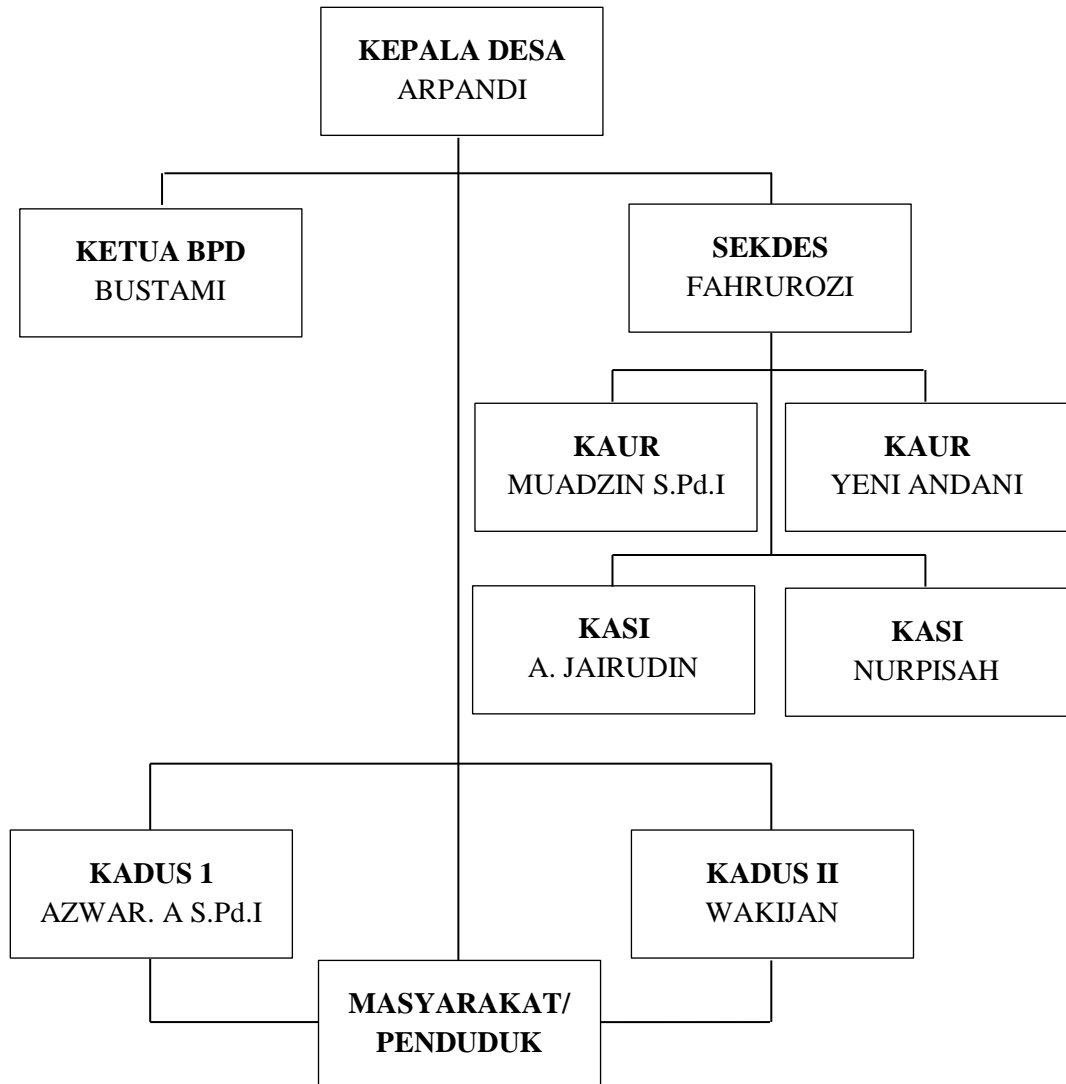 KEPALA DESA
ARPANDI
KETUA BPD
BUSTAMI
SEKDES
FAHRUROZI
KAUR
MUADZIN S.Pd.I
KAUR
YENI ANDANI
KASI
A. JAIRUDIN
KASI
NURPISAH
KADUS 1
AZWAR. A S.Pd.I
KADUS II
WAKIJAN
MASYARAKAT/
PENDUDUK